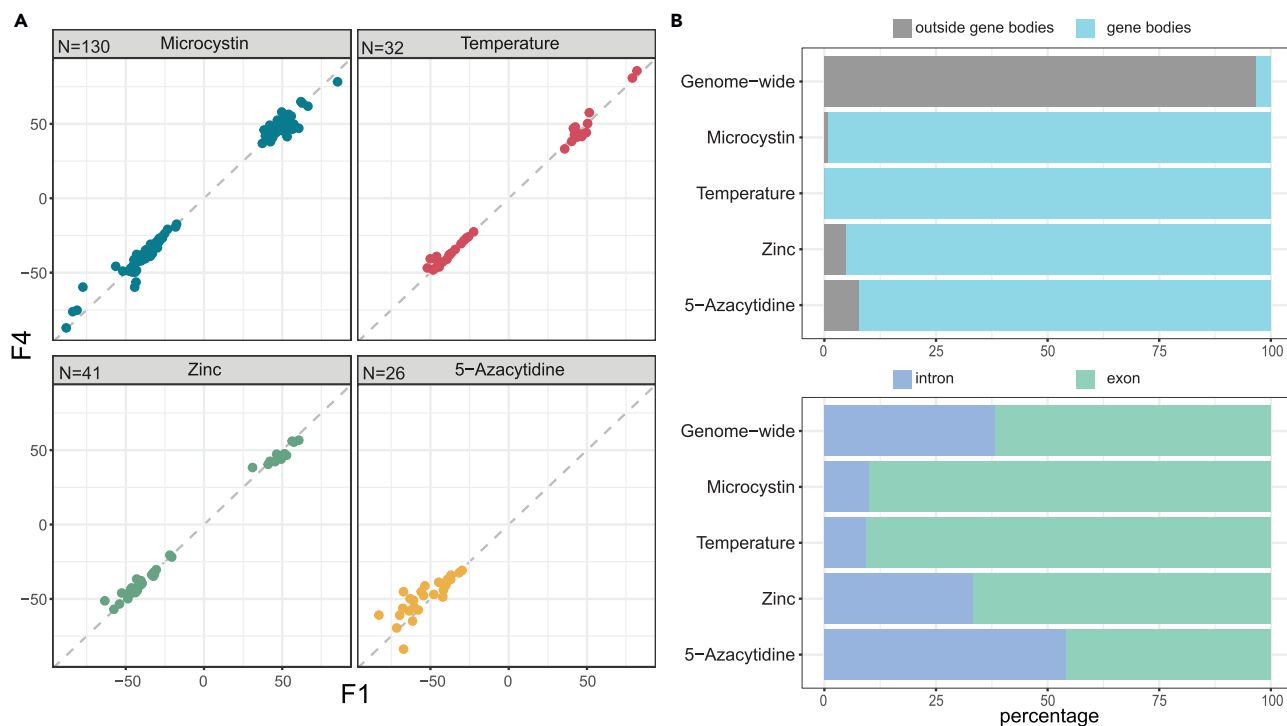 A
N=130 Microcystin
N=32 Temperature
50
0
−50
N=41 Zinc
N=26 5−Azacytidine
50
0
−50
F4
−50 0 50 −50 0 50
F1
B
outside gene bodies gene bodies
Genome−wide
Microcystin
Temperature
Zinc
5−Azacytidine
0 25 50 75 100
intron exon
Genome−wide
Microcystin
Temperature
Zinc
5−Azacytidine
0 25 50 75 100
percentage